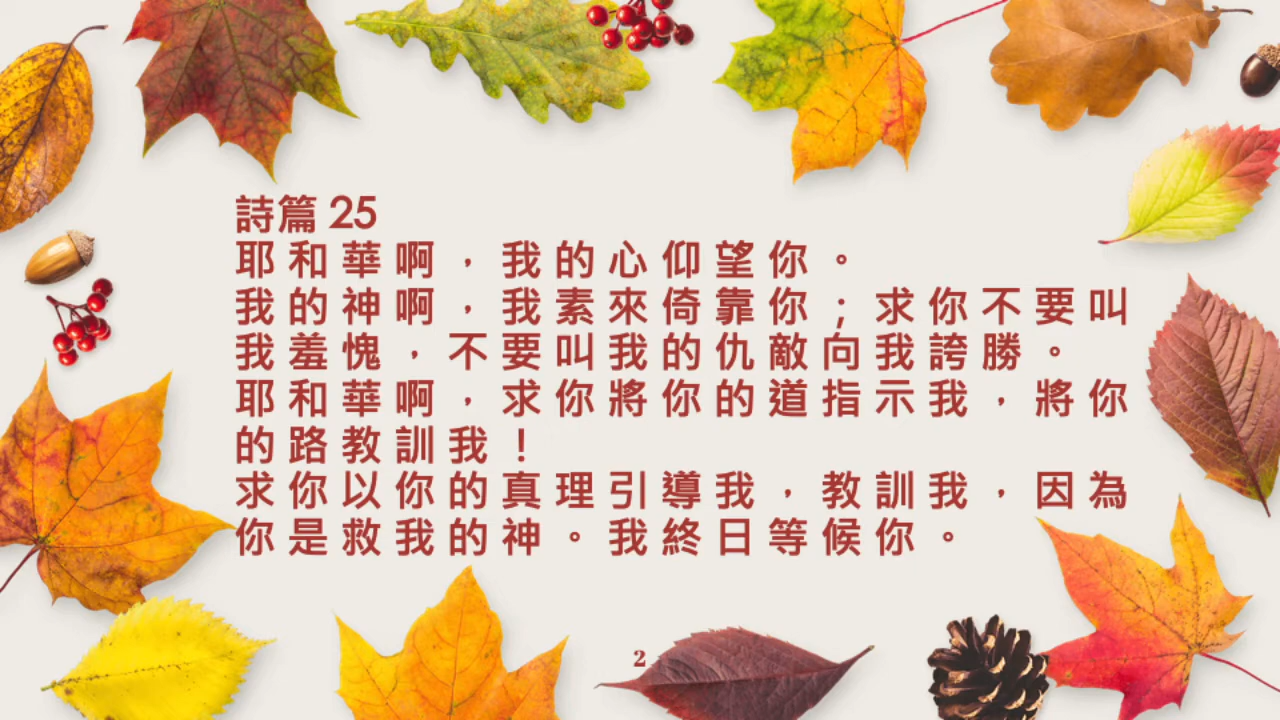 詩篇 25
耶和華啊，我的心仰望你。
我的神啊，我素來倚靠你；求你不要叫
我羞愧，不要叫我的仇敵向我誇勝。
耶和華啊，求你將你的道指示我，將你
的路教訓我！
求你以你的真理引導我，教訓我，因為
你是救我的神。我終日等候你。
2